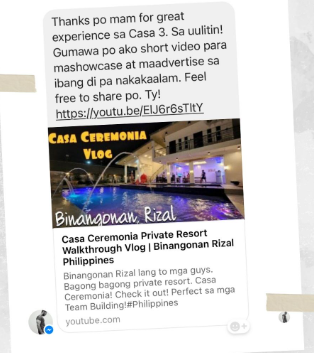 Thanks po mam for great
experience sa Casa 3. Sa uulitin!
Gumawa po ako short video para
mashowcase at maadvertise sa
ibang di pa nakakaalam. Feel
free to share po. Ty!
https://youtu.be/ElJ6r6sTltY
CASA CEREMONIA
VLOG
Binangonan, Rizal
Casa Ceremonia Private Resort
Walkthrough Vlog | Binangonan Rizal
Philippines
Binangonan Rizal lang to mga guys.
Bagong bagong private resort. Casa
Ceremonia! Check it out! Perfect sa mga
Team Building!#Philippines
youtube.com